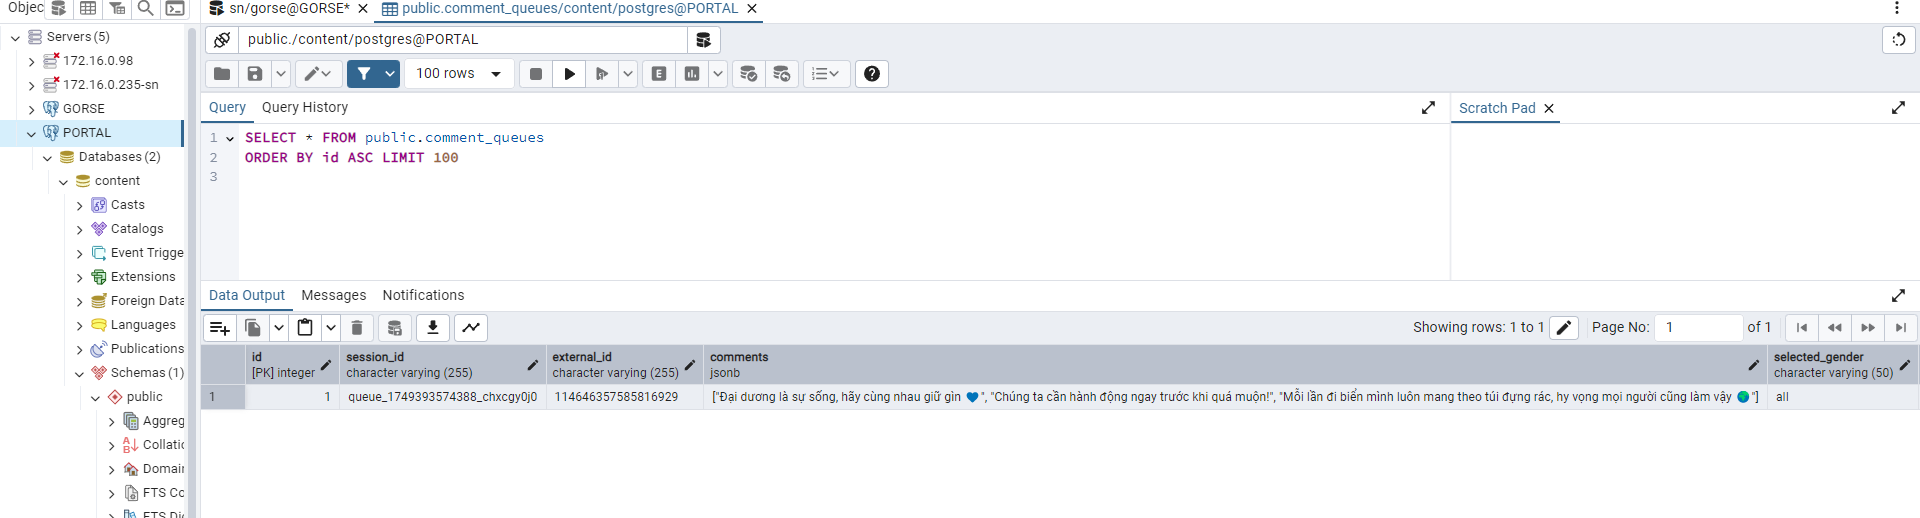 Objec
sn/gorse@GORSE*
public.comment_queues/content/postgres@PORTAL
Servers (5)
public./content/postgres@PORTAL
172.16.0.98
172.16.0.235-sn
100 rows
E
GORSE
Query
Query History
Scratch Pad
PORTAL
1 SELECT * FROM public.comment_queues
2 ORDER BY id ASC LIMIT 100
3
Databases (2)
content
Casts
Catalogs
Event Trigge
Extensions
Foreign Data
Languages
Publications
Schemas (1)
public
Aggreg
Collatio
Domain
FTS Co
FTS Di
Data Output
Messages
Notifications
Showing rows: 1 to 1
Page No: 1 of 1
id
[PK] integer
session_id
character varying (255)
external_id
character varying (255)
comments
jsonb
selected_gender
character varying (50)
1
1
queue_1749393574388_chxcgy0j0
114646357585816929
["Đại dương là sự sống, hãy cùng nhau giữ gìn 💙", "Chúng ta cần hành động ngay trước khi quá muộn!", "Mỗi lần đi biển mình luôn mang theo túi đựng rác, hy vọng mọi người cũng làm vậy 🌍"]
all